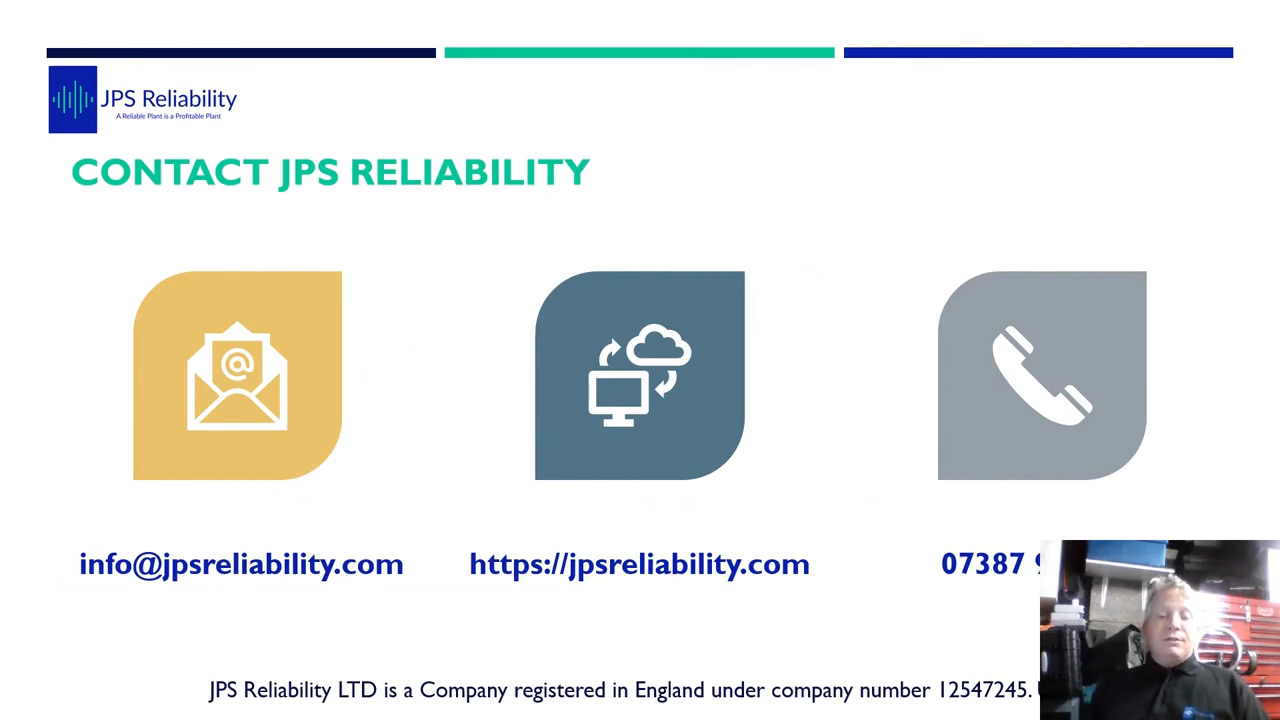 JPS Reliability
A Reliable Plant is a Profitable Plant
CONTACT JPS RELIABILITY
@
info@jpsreliability.com
https://jpsreliability.com
07387
JPS Reliability LTD is a Company registered in England under company number 12547245.